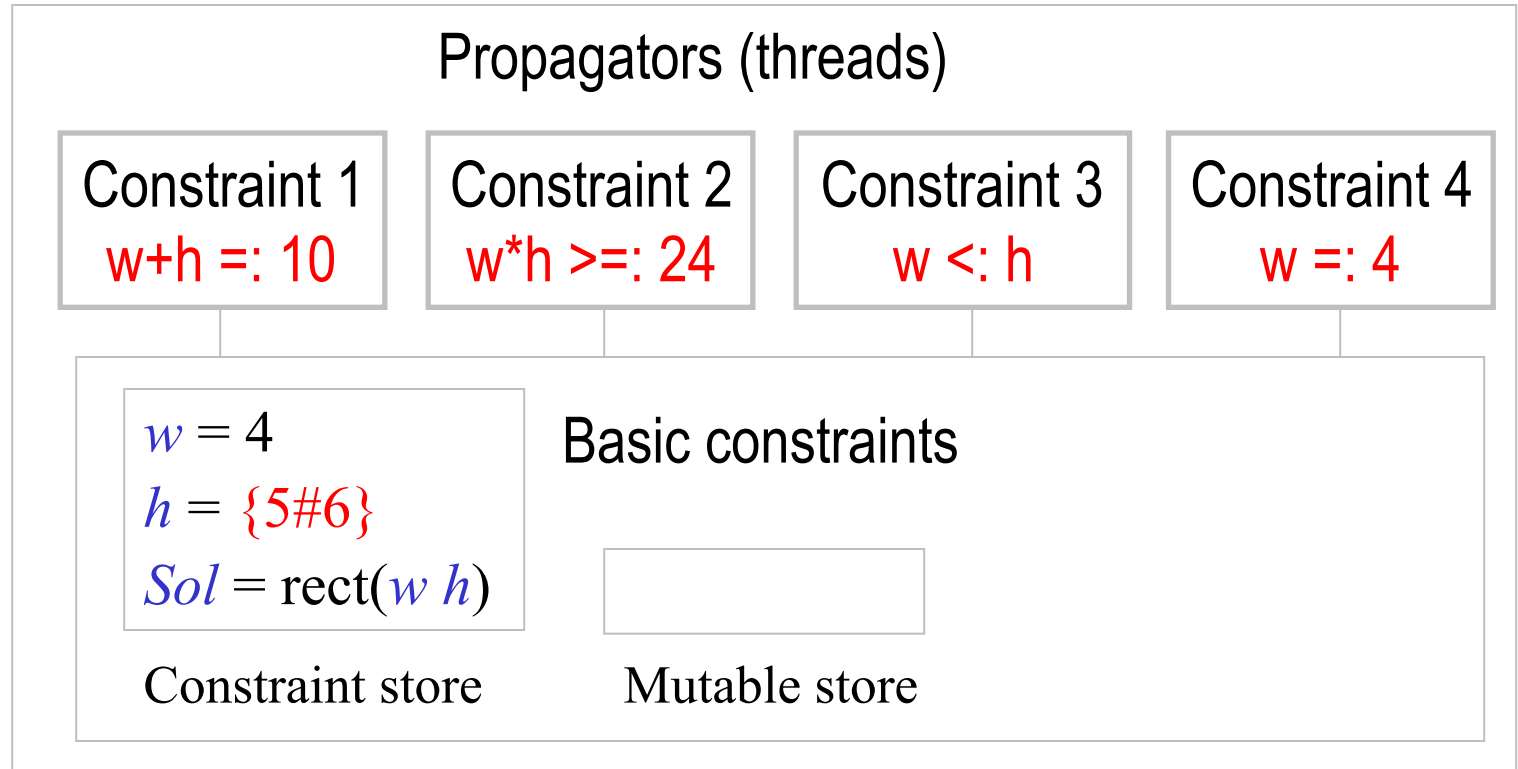 Propagators (threads)
Constraint 1
w+h =: 10
Constraint 2
w*h >=: 24
Constraint 3
w <: h
Constraint 4
w =: 4
w = 4
h = {5#6}
Sol = rect(w h)
Basic constraints
Constraint store
Mutable store